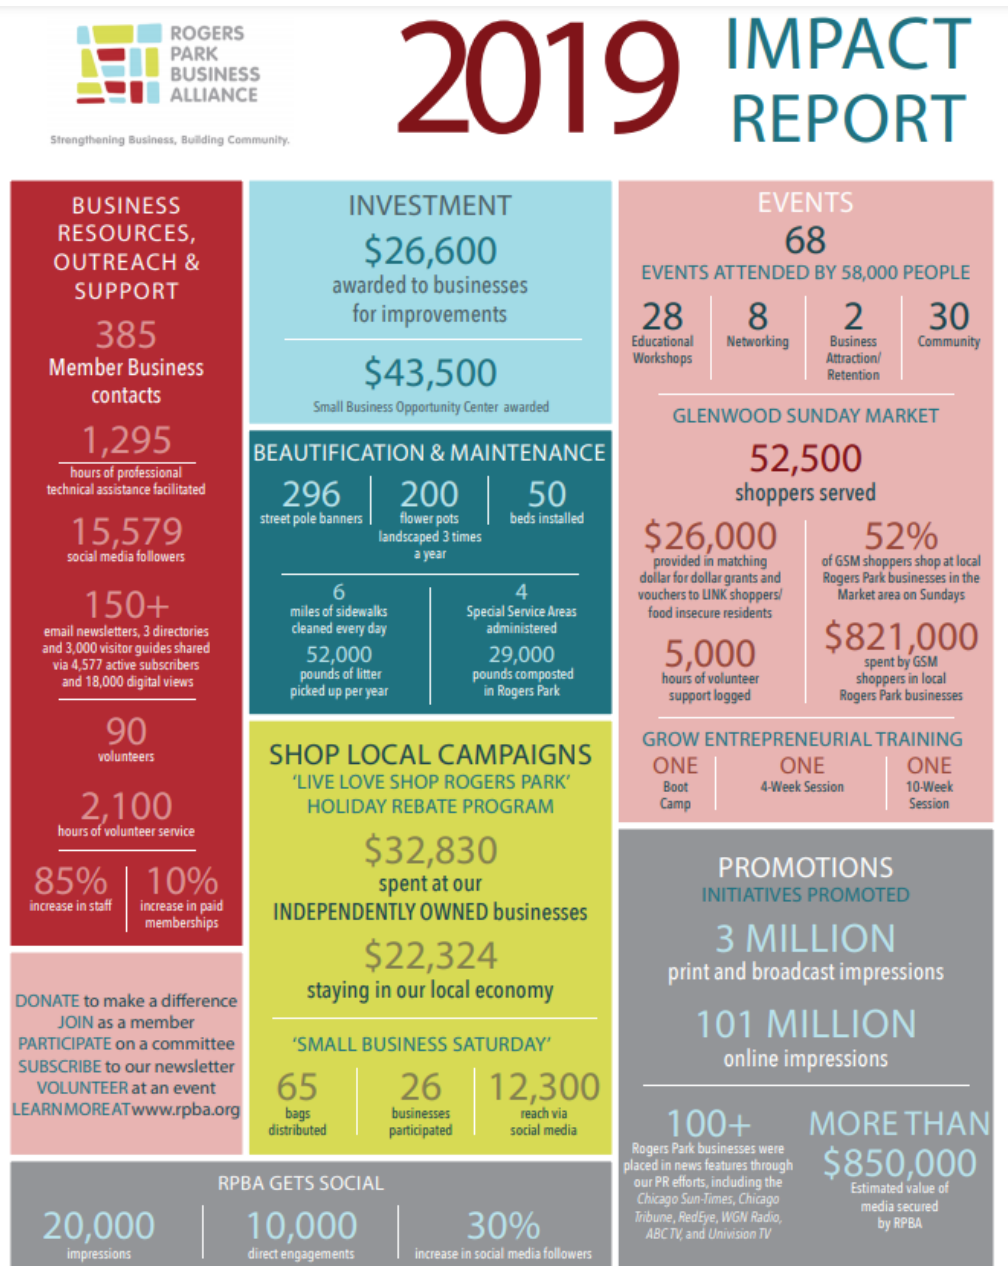 ROGERS
PARK
BUSINESS
ALLIANCE
Strengthening Business, Building Community.
2019
IMPACT
REPORT
BUSINESS
RESOURCES,
OUTREACH &
SUPPORT
385
Member Business
contacts
1,295
hours of professional
technical assistance facilitated
15,579
social media followers
150+
email newsletters, 3 directories
and 3,000 visitor guides shared
via 4,577 active subscribers
and 18,000 digital views
90
volunteers
2,100
hours of volunteer service
85%
increase in staff
10%
increase in paid
memberships
DONATE to make a difference
JOIN as a member
PARTICIPATE on a committee
SUBSCRIBE to our newsletter
VOLUNTEER at an event
LEARN MORE AT www.rpba.org
INVESTMENT
$26,600
awarded to businesses
for improvements
$43,500
Small Business Opportunity Center awarded
BEAUTIFICATION & MAINTENANCE
296
street pole banners
200
flower pots
landscaped 3 times
a year
50
beds installed
6
miles of sidewalks
cleaned every day
4
Special Service Areas
administered
52,000
pounds of litter
picked up per year
29,000
pounds composted
in Rogers Park
SHOP LOCAL CAMPAIGNS
'LIVE LOVE SHOP ROGERS PARK'
HOLIDAY REBATE PROGRAM
$32,830
spent at our
INDEPENDENTLY OWNED businesses
$22,324
staying in our local economy
'SMALL BUSINESS SATURDAY'
65
bags
distributed
26
businesses
participated
12,300
reach via
social media
EVENTS
68
EVENTS ATTENDED BY 58,000 PEOPLE
28
Educational
Workshops
8
Networking
2
Business
Attraction/
Retention
30
Community
GLENWOOD SUNDAY MARKET
52,500
shoppers served
$26,000
provided in matching
dollar for dollar grants and
vouchers to LINK shoppers/
food insecure residents
52%
of GSM shoppers shop at local
Rogers Park businesses in the
Market area on Sundays
5,000
hours of volunteer
support logged
$821,000
spent by GSM
shoppers in local
Rogers Park businesses
GROW ENTREPRENEURIAL TRAINING
ONE
Boot
Camp
ONE
4-Week Session
ONE
10-Week
Session
PROMOTIONS
INITIATIVES PROMOTED
3 MILLION
print and broadcast impressions
101 MILLION
online impressions
100+
Rogers Park businesses were
placed in news features through
our PR efforts, including the
Chicago Sun-Times, Chicago
Tribune, RedEye, WGN Radio,
ABC TV, and Univision TV
MORE THAN
$850,000
Estimated value of
media secured
by RPBA
RPBA GETS SOCIAL
20,000
impressions
10,000
direct engagements
30%
increase in social media followers